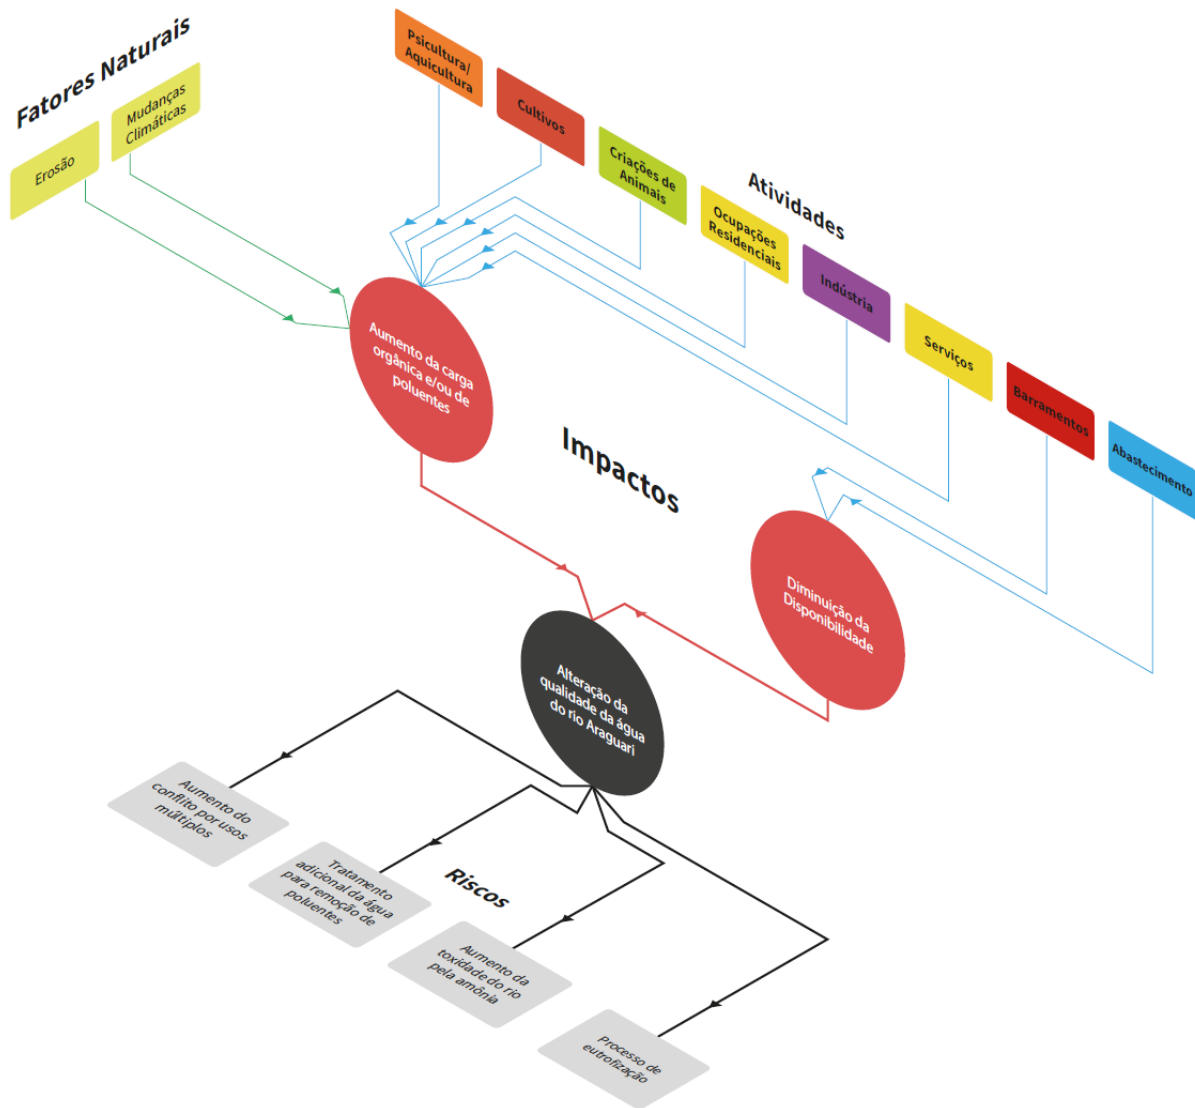 Fatores Naturais
Mudanças
Climáticas
Erosão
Psicultura/
Aquicultura
Cultivos
Criações de
Animais
Atividades
Ocupações
Residenciais
Indústria
Serviços
Barramentos
Abastecimento
Aumento da carga
orgânica e/ou de
poluentes
Impactos
Diminuição da
Disponibilidade
Alteração da
qualidade da água
do rio Araguari
Aumento do
conflito por usos
múltiplos
Tratamento
adicional da água
para remoção de
poluentes
Riscos
Aumento da
toxidade do rio
pela amônia
Processo de
eutrofização